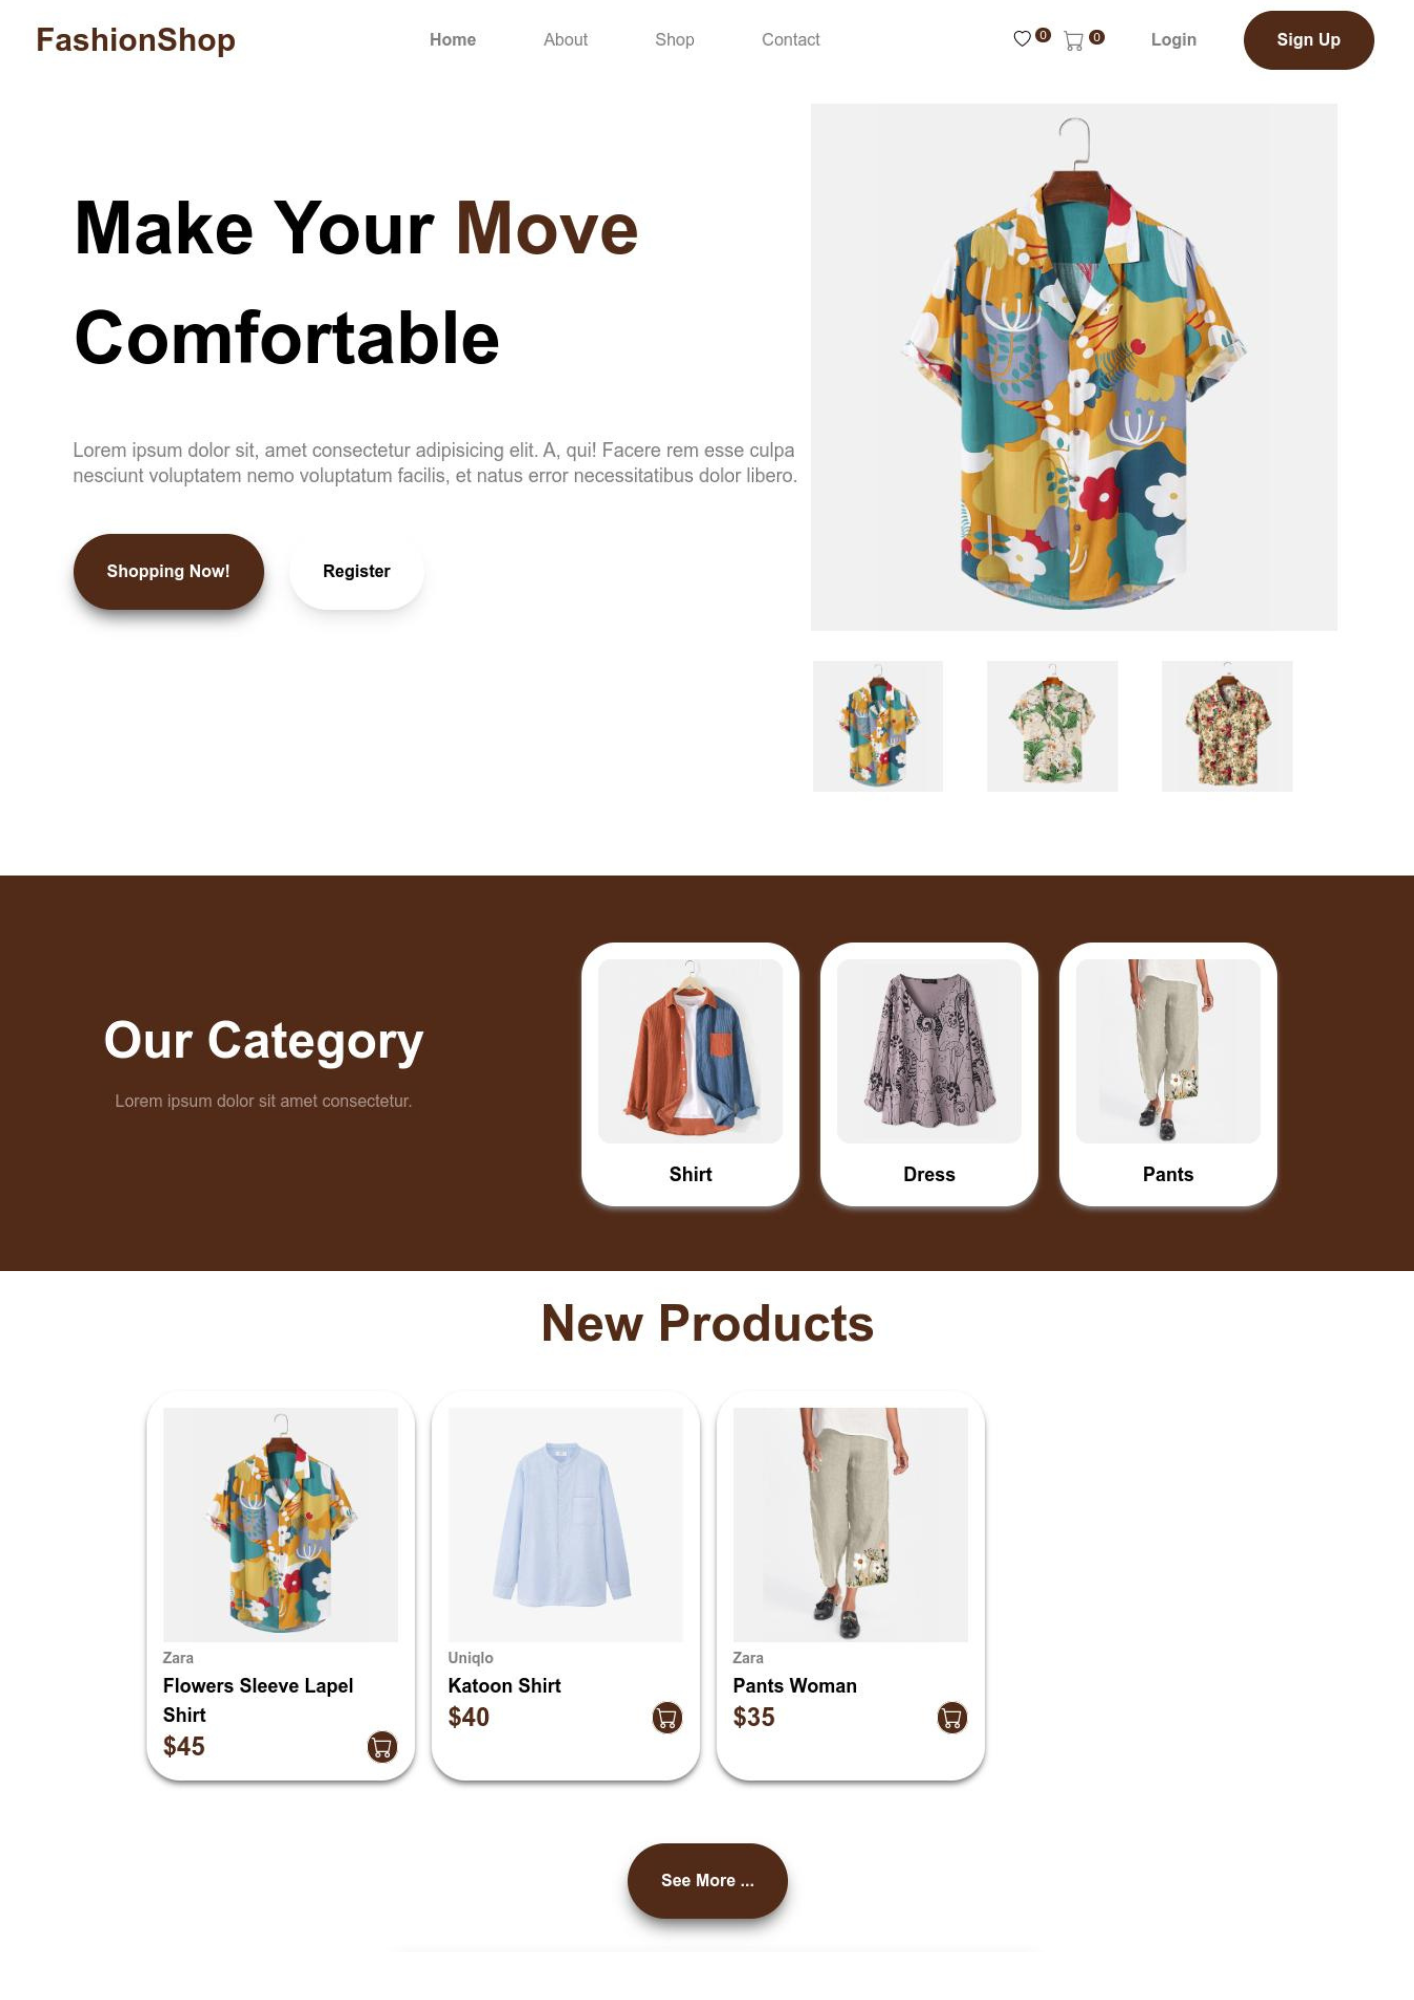 FashionShop
Home
About
Shop
Contact
0
0
Login
Sign Up
Make Your Move
Comfortable
Lorem ipsum dolor sit, amet consectetur adipisicing elit. A, qui! Facere rem esse culpa
nesciunt voluptatem nemo voluptatum facilis, et natus error necessitatibus dolor libero.
Shopping Now!
Register
Our Category
Lorem ipsum dolor sit amet consectetur.
Shirt
Dress
Pants
New Products
Zara
Flowers Sleeve Lapel
Shirt
$45
Uniqlo
Katoon Shirt
$40
Zara
Pants Woman
$35
See More ...